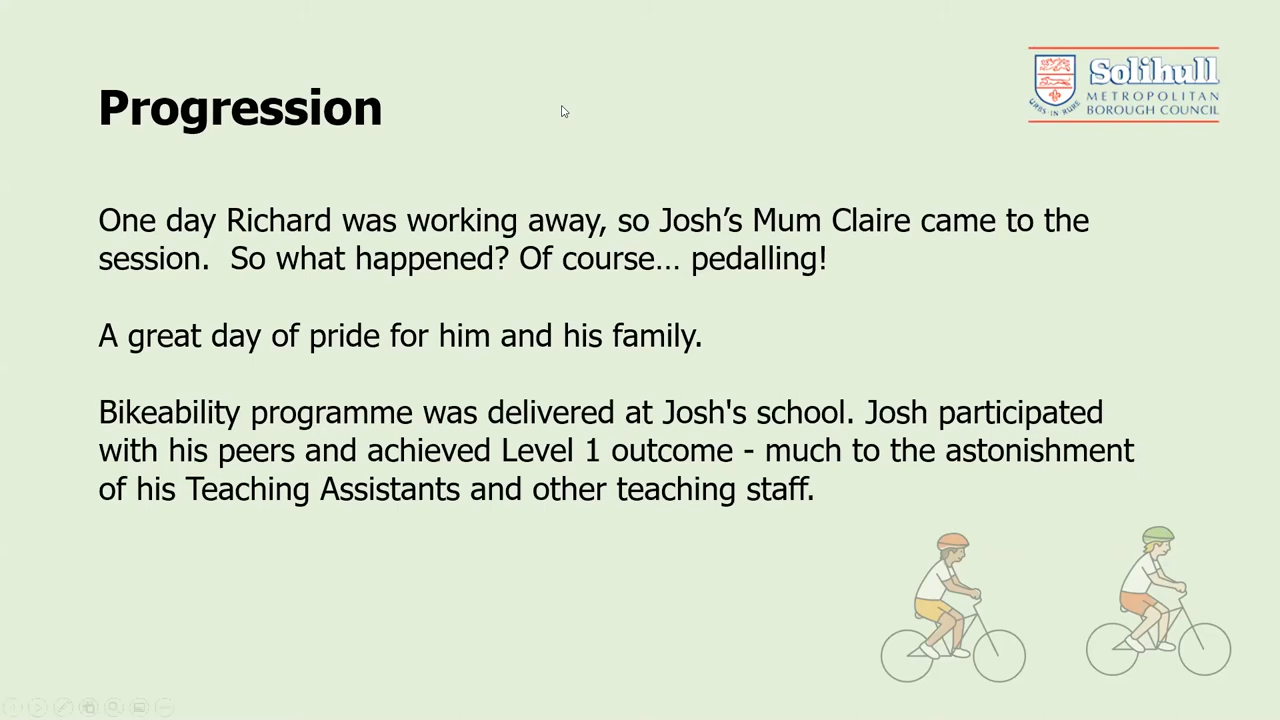 Progression
Solihull
METROPOLITAN
BOROUGH COUNCIL
URBS IN RURE
One day Richard was working away, so Josh’s Mum Claire came to the
session.  So what happened? Of course… pedalling!
A great day of pride for him and his family.
Bikeability programme was delivered at Josh's school. Josh participated
with his peers and achieved Level 1 outcome - much to the astonishment
of his Teaching Assistants and other teaching staff.